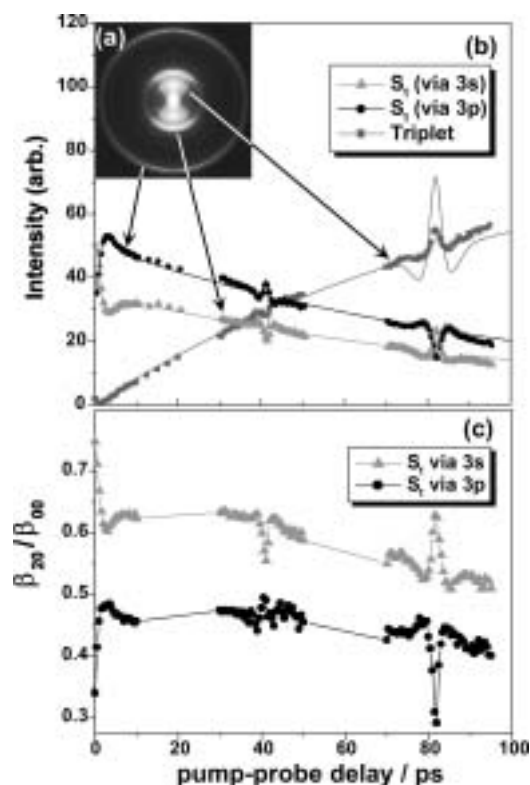 (a)
(b)
S₁ (via 3s)
S₁ (via 3p)
Triplet
Intensity (arb.)
120
100
80
60
40
20
0
(c)
S₁ via 3s
S₁ via 3p
β₂₀/β₀₀
0.7
0.6
0.5
0.4
0.3
0 20 40 60 80 100
pump-probe delay / ps